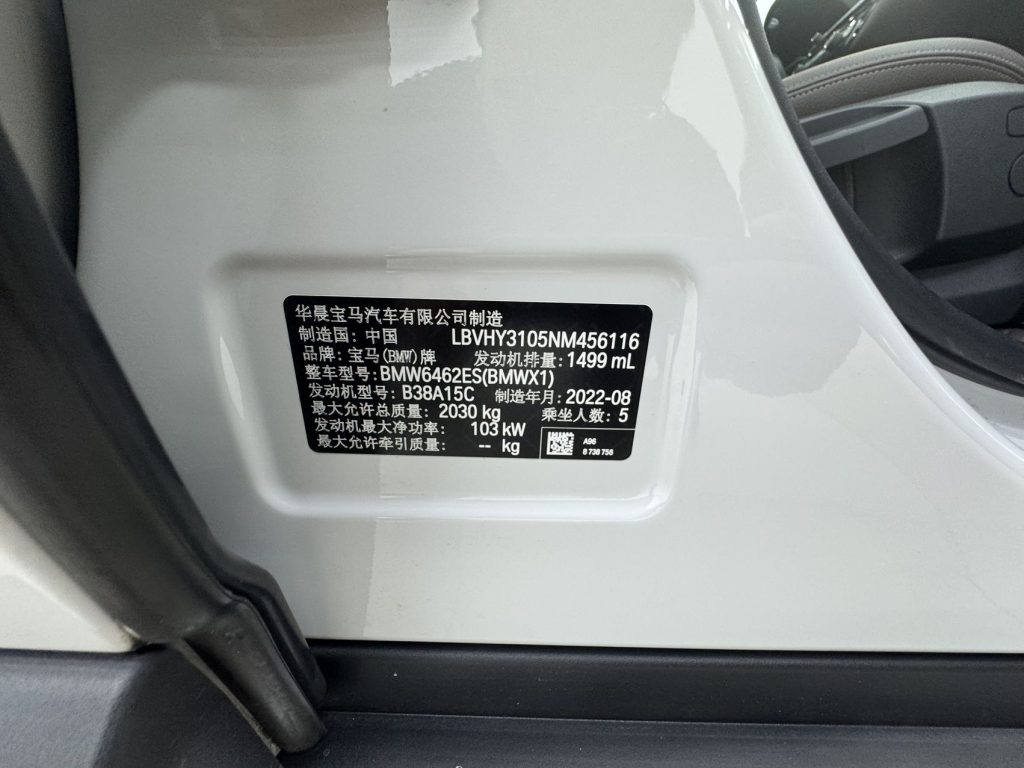 华晨宝马汽车有限公司制造
制造国: 中国 LBVHY3105NM456116
品牌: 宝马(BMW)牌 发动机排量: 1499 mL
整车型号: BMW6462ES(BMWX1)
发动机型号: B38A15C 制造年月: 2022-08
最大允许总质量: 2030 kg 乘坐人数: 5
发动机最大净功率: 103 kW
最大允许牵引质量: -- kg
A96
8 738 756